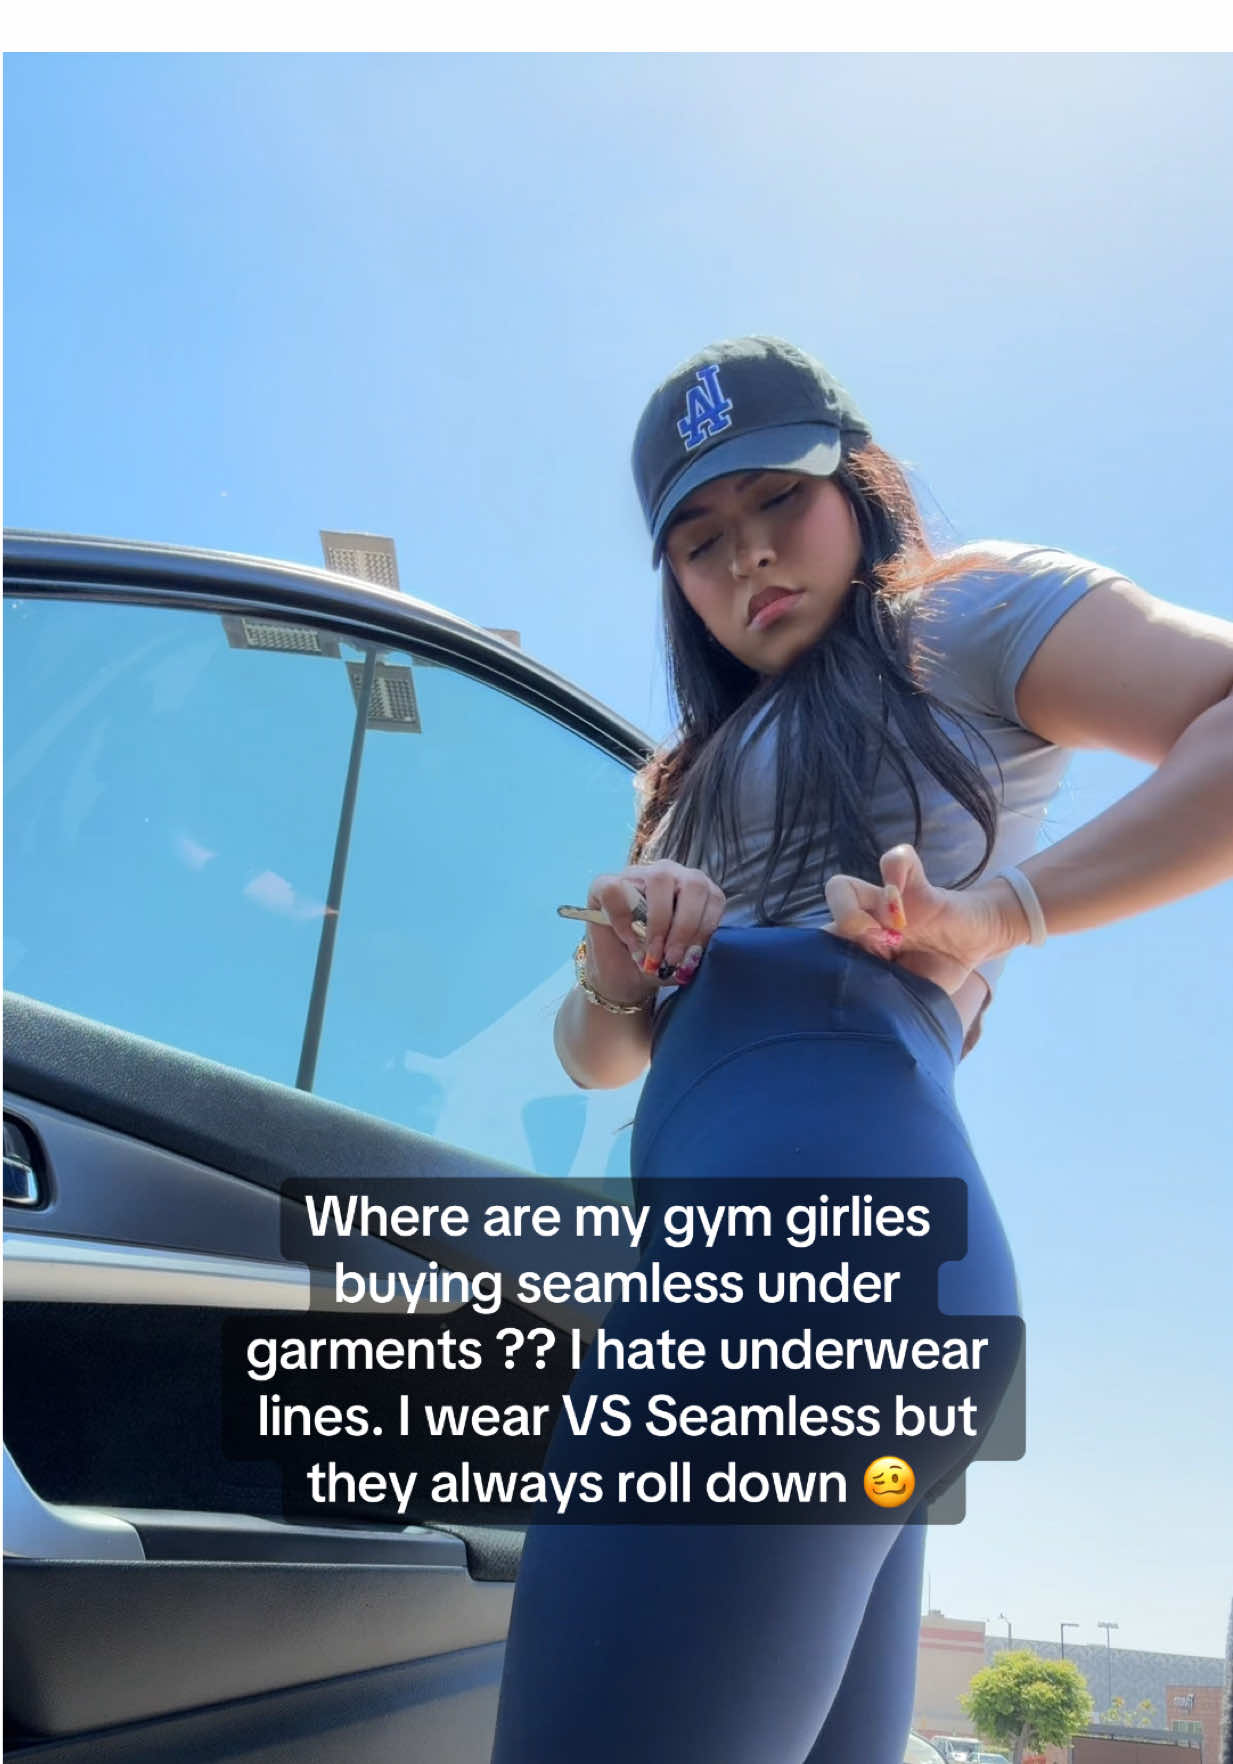 LA
Where are my gym girlies
buying seamless under
garments ?? I hate underwear
lines. I wear VS Seamless but
they always roll down 🥴